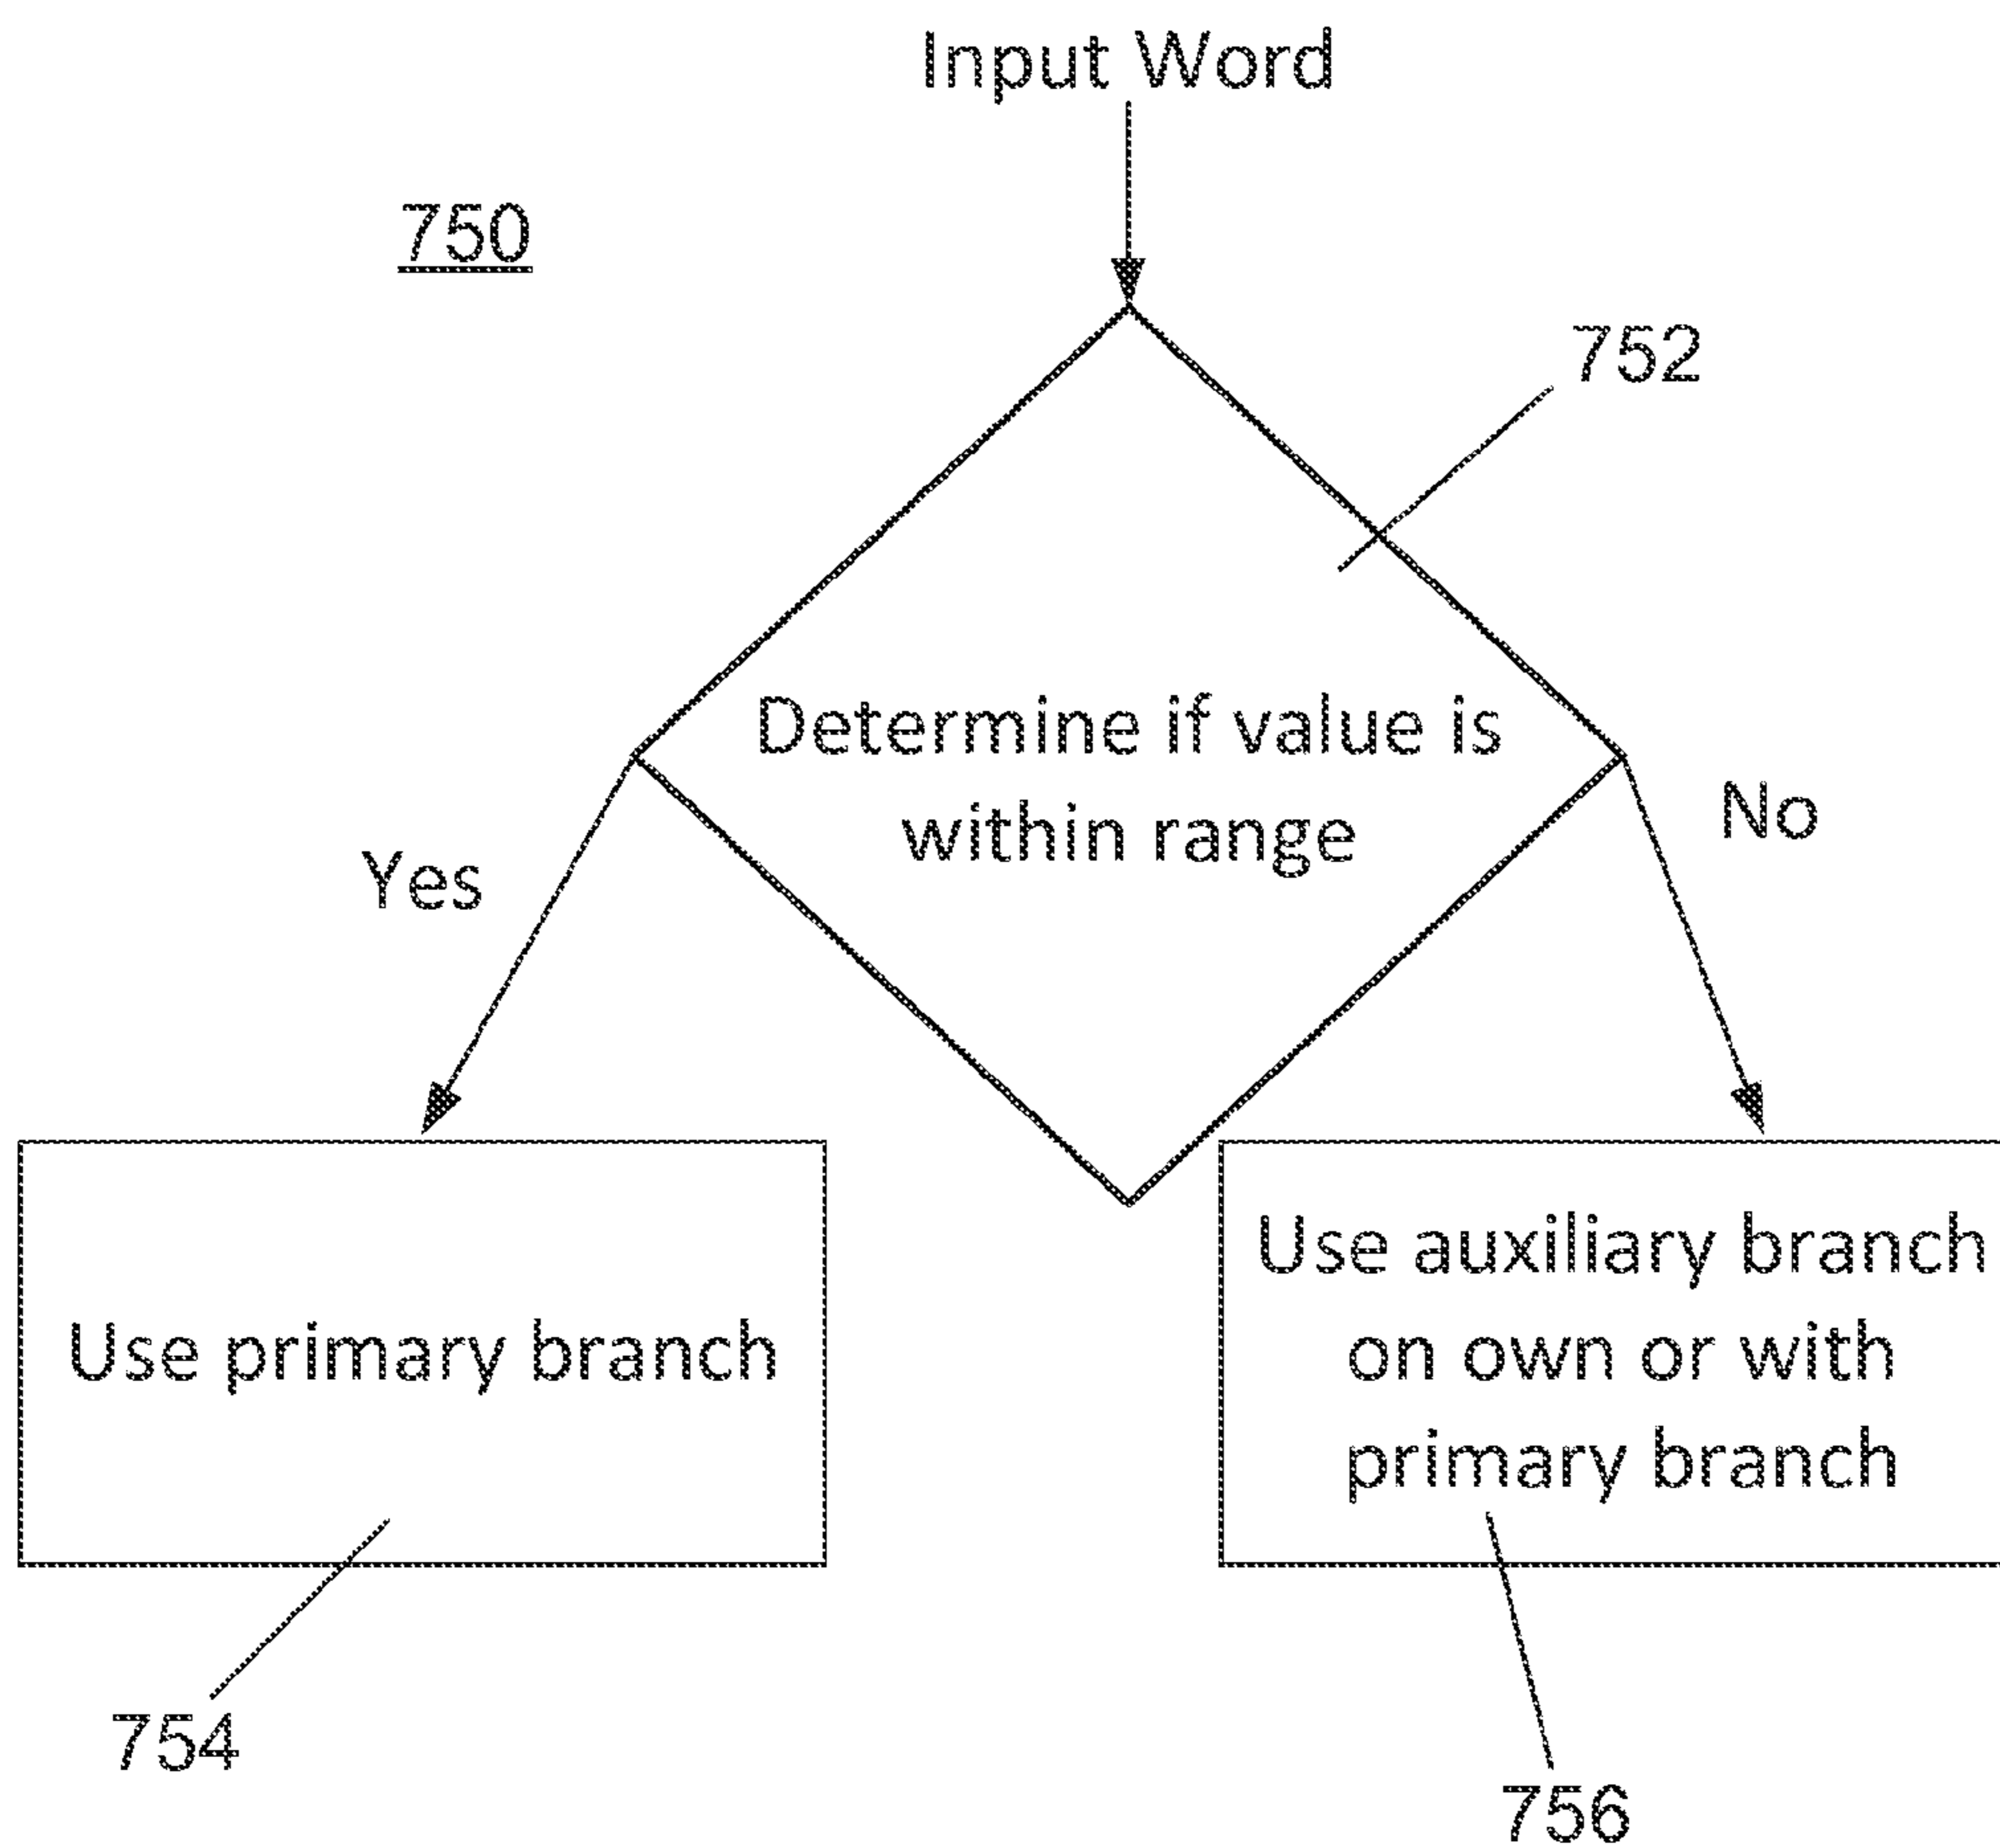 Input Word
750
752
Determine if value is
within range
No
Yes
Use primary branch
Use auxiliary branch
on own or with
primary branch
754
756